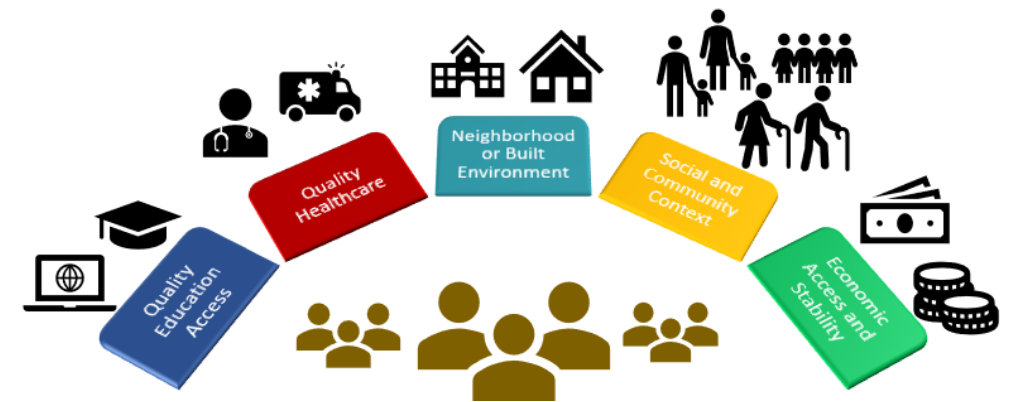 Quality
Education
Access
Quality
Healthcare
Neighborhood
or Built
Environment
Social and
Community
Context
Economic
Access and
Stability